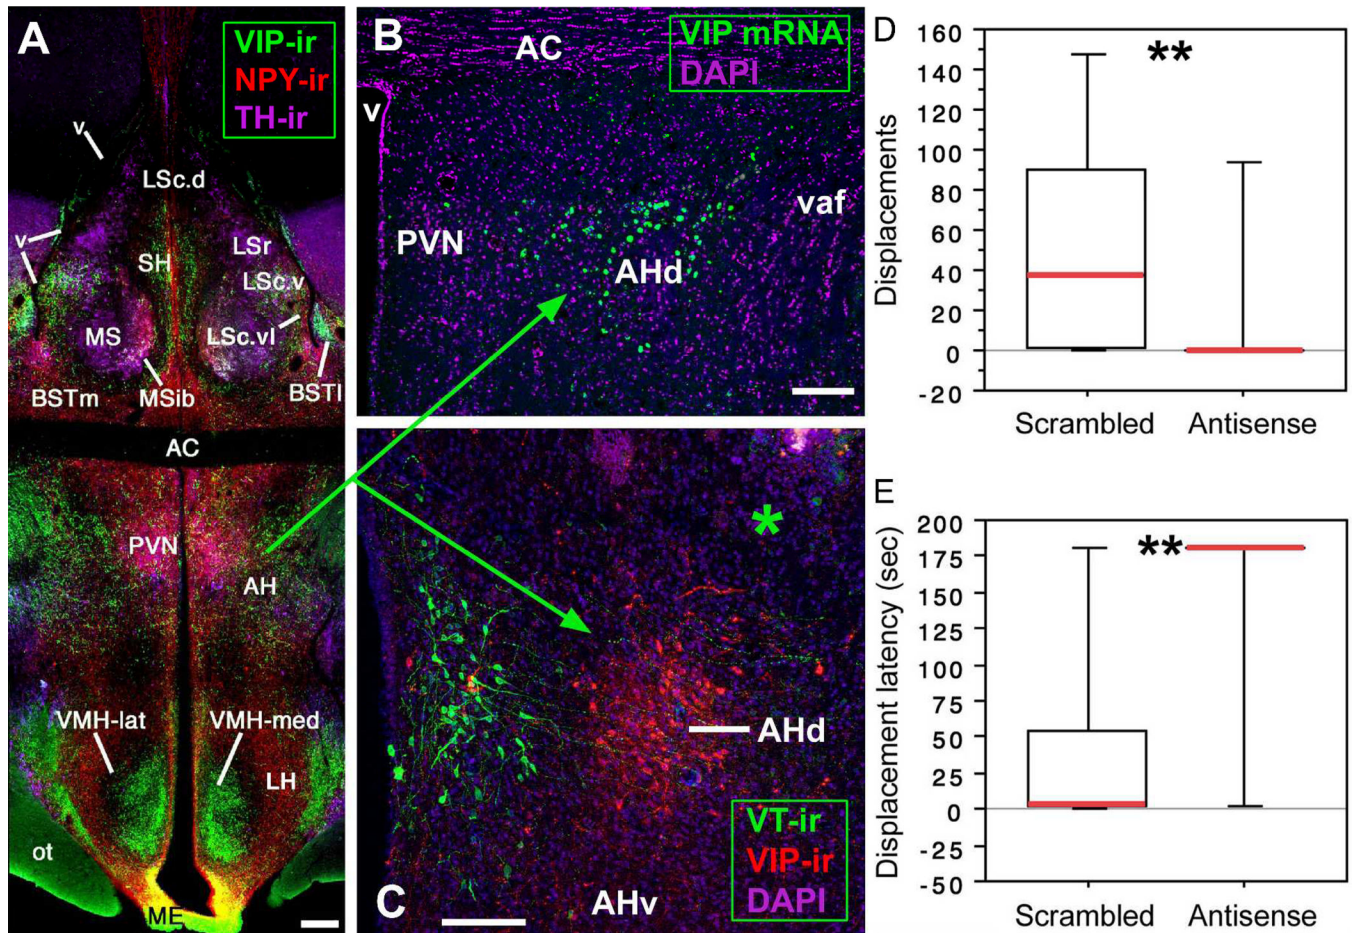 A
VIP-ir
NPY-ir
TH-ir
v
LSc.d
v
LSr
SH
LSc.v
MS
LSc.vl
BSTm
MSib
BSTl
AC
PVN
AH
VMH-lat
VMH-med
LH
ot
ME
B
AC
VIP mRNA
DAPI
v
vaf
PVN
AHd
*
AHd
VT-ir
VIP-ir
DAPI
C
AHv
D
160
140
120
100
80
60
40
20
0
-20
Displacements
**
Scrambled Antisense
E
200
175
150
125
100
75
50
25
0
-25
-50
Displacement latency (sec)
**
Scrambled Antisense